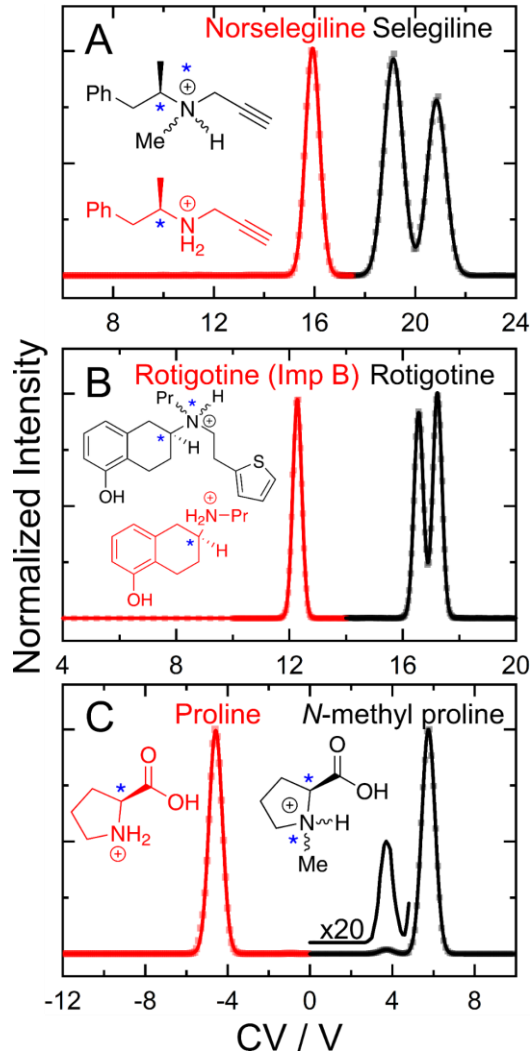 A
Norselegiline Selegiline
*
⊕
Ph
*
N
Me
H
Ph
⊕
*
N
H2
8 12 16 20 24
B
Rotigotine (Imp B) Rotigotine
Pr
*
H
N
⊕
*
H
S
OH
⊕
H2N
Pr
*
H
OH
4 8 12 16 20
C
Proline N-methyl proline
O
*
OH
NH2
⊕
O
*
OH
⊕
N
H
*
Me
x20
-12 -8 -4 0 4 8
CV / V
Normalized Intensity